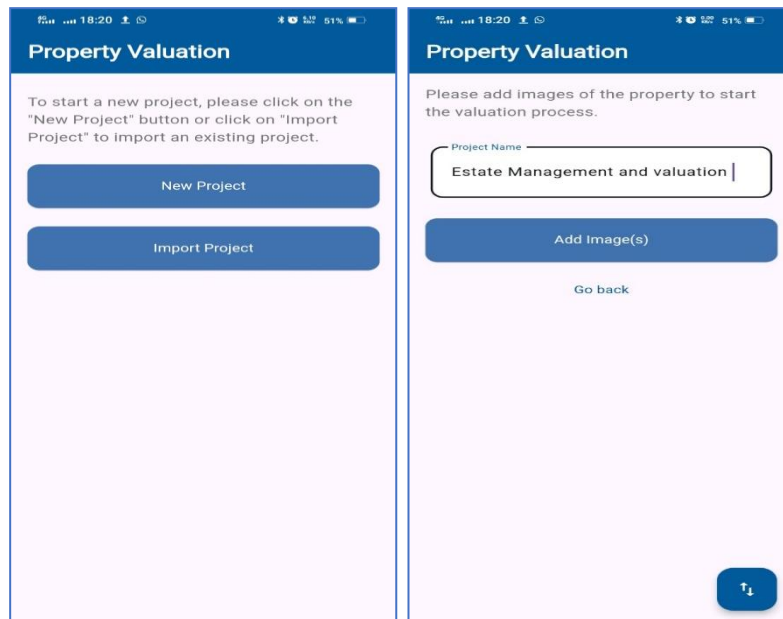 18:20
51%
Property Valuation
To start a new project, please click on the
"New Project" button or click on "Import
Project" to import an existing project.
New Project
Import Project
18:20
51%
Property Valuation
Please add images of the property to start
the valuation process.
Project Name
Estate Management and valuation
Add Image(s)
Go back